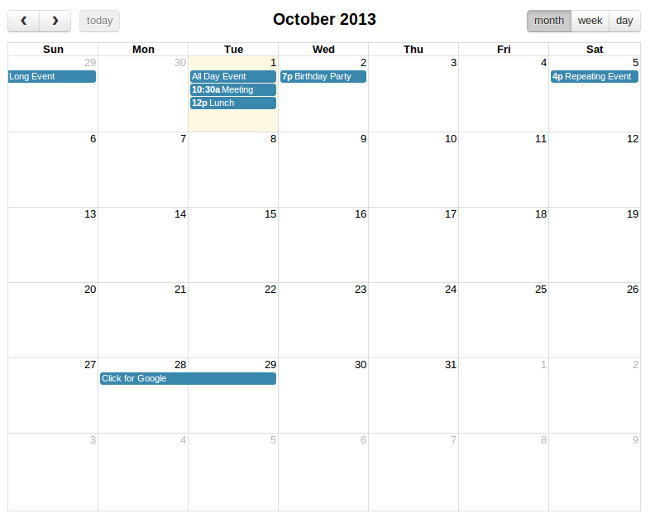 ‹ › today October 2013 month week day
Sun Mon Tue Wed Thu Fri Sat
29 30 1 2 3 4 5
Long Event All Day Event 7p Birthday Party 4p Repeating Event
10:30a Meeting
12p Lunch
6 7 8 9 10 11 12
13 14 15 16 17 18 19
20 21 22 23 24 25 26
27 28 29 30 31 1 2
Click for Google
3 4 5 6 7 8 9